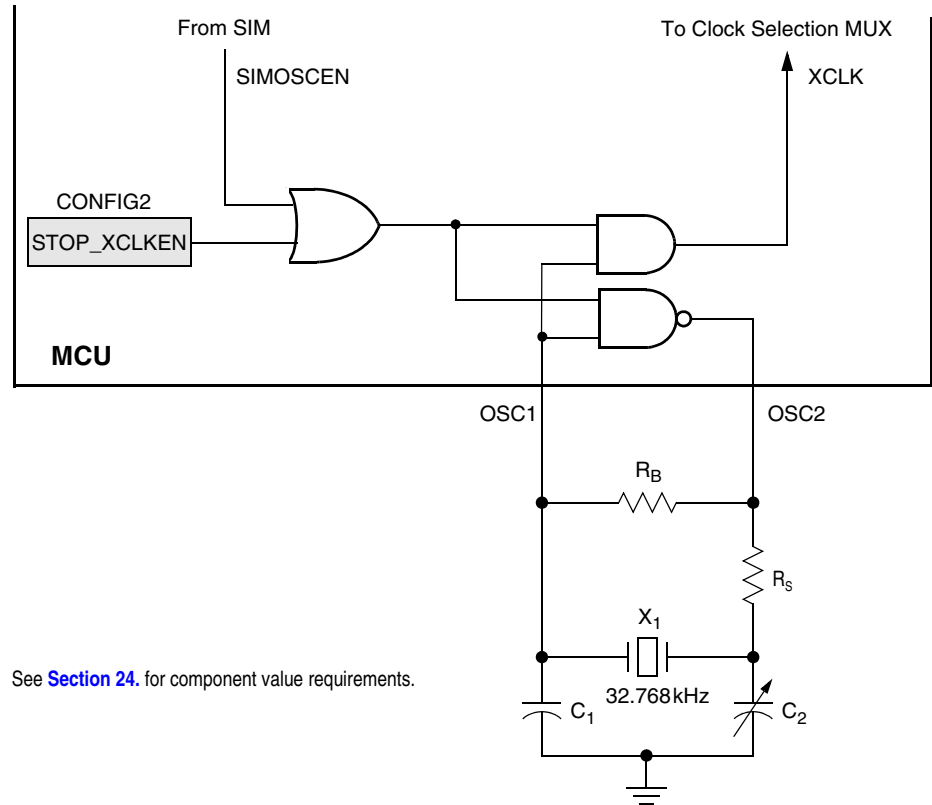 From SIM
To Clock Selection MUX
SIMOSCEN
XCLK
CONFIG2
STOP_XCLKEN
MCU
OSC1
OSC2
RB
RS
X1
32.768kHz
C1
C2
See Section 24. for component value requirements.